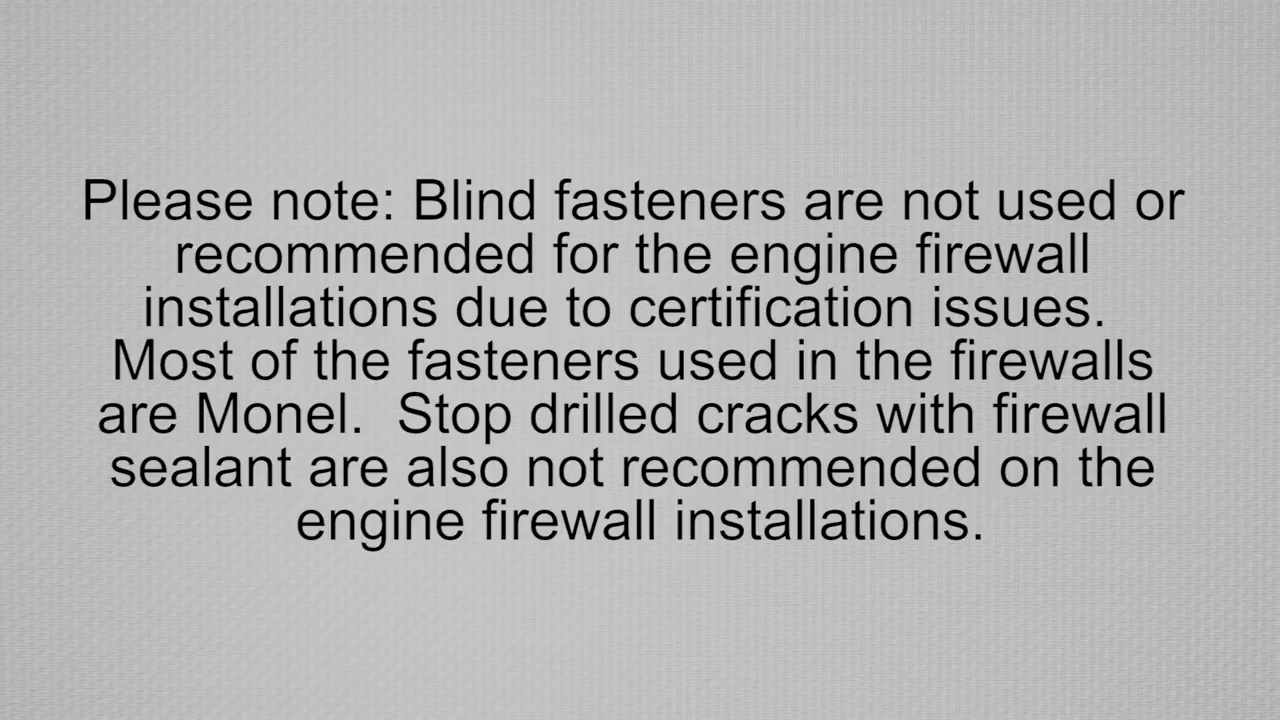 Please note: Blind fasteners are not used or
recommended for the engine firewall
installations due to certification issues.
Most of the fasteners used in the firewalls
are Monel.  Stop drilled cracks with firewall
sealant are also not recommended on the
engine firewall installations.